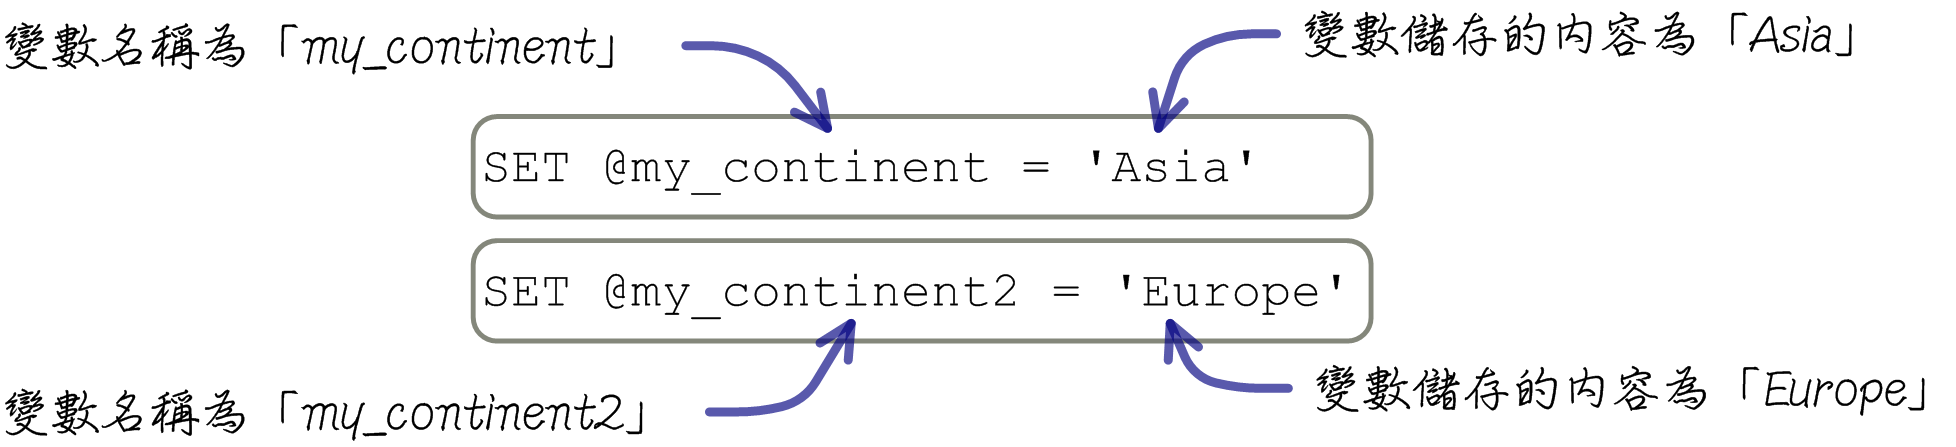 變數名稱為「my_continent」
變數儲存的內容為「Asia」
SET @my_continent = 'Asia'
SET @my_continent2 = 'Europe'
變數名稱為「my_continent2」
變數儲存的內容為「Europe」